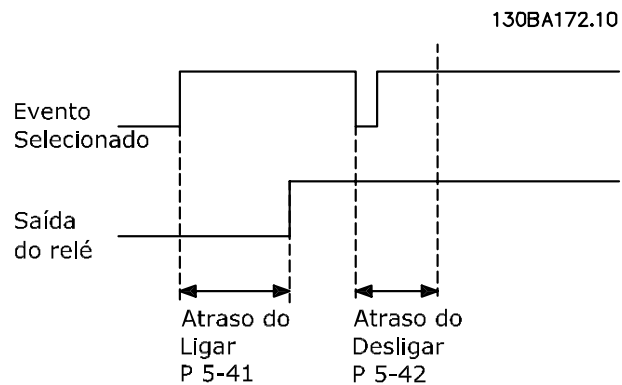 130BA172.10
Evento
Selecionado
Saída
do relé
Atraso do
Ligar
P 5-41
Atraso do
Desligar
P 5-42